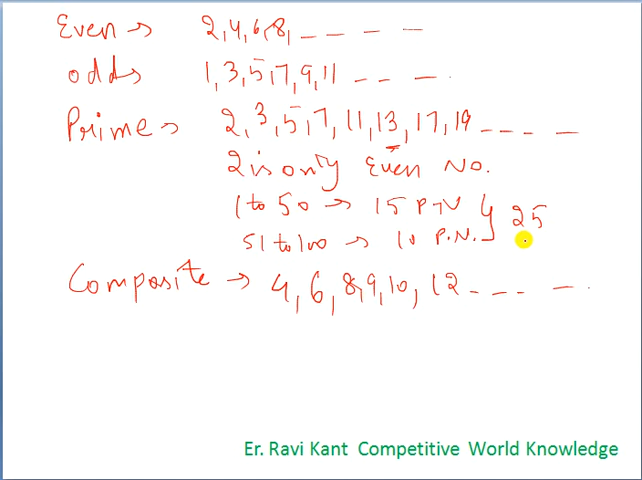 Even → 2, 4, 6, 8, _ _ _ _
odds 1, 3, 5, 7, 9, 11 _ _ _ _
Prime → 2, 3, 5, 7, 11, 13, 17, 19 _ _ _ _
2 is only Even No.
1 to 50 → 15 P.N } 25
51 to 100 → 10 P.N.
Composite → 4, 6, 8, 9, 10, 12 _ _ _ _
Er. Ravi Kant Competitive World Knowledge